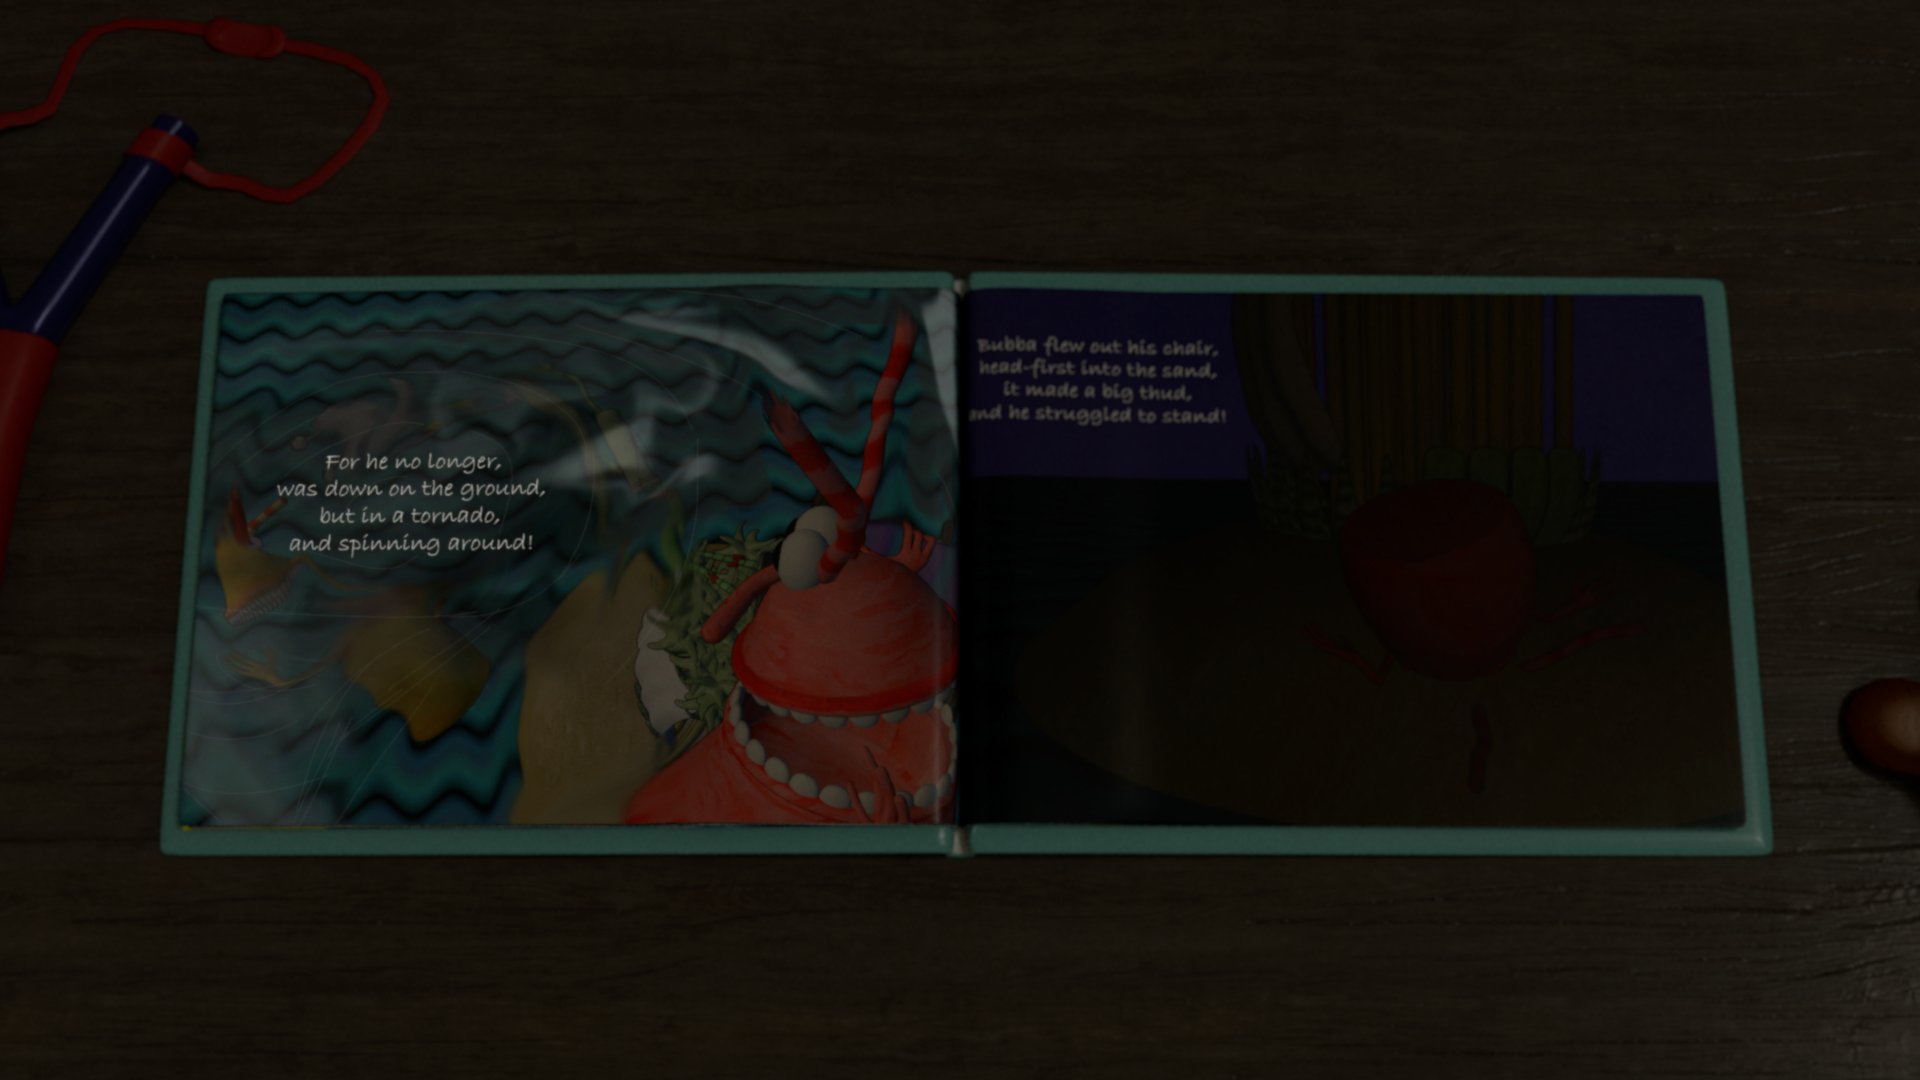 For he no longer,
was down on the ground,
but in a tornado,
and spinning around!
Bubba flew out his chair,
head-first into the sand,
it made a big thud,
and he struggled to stand!